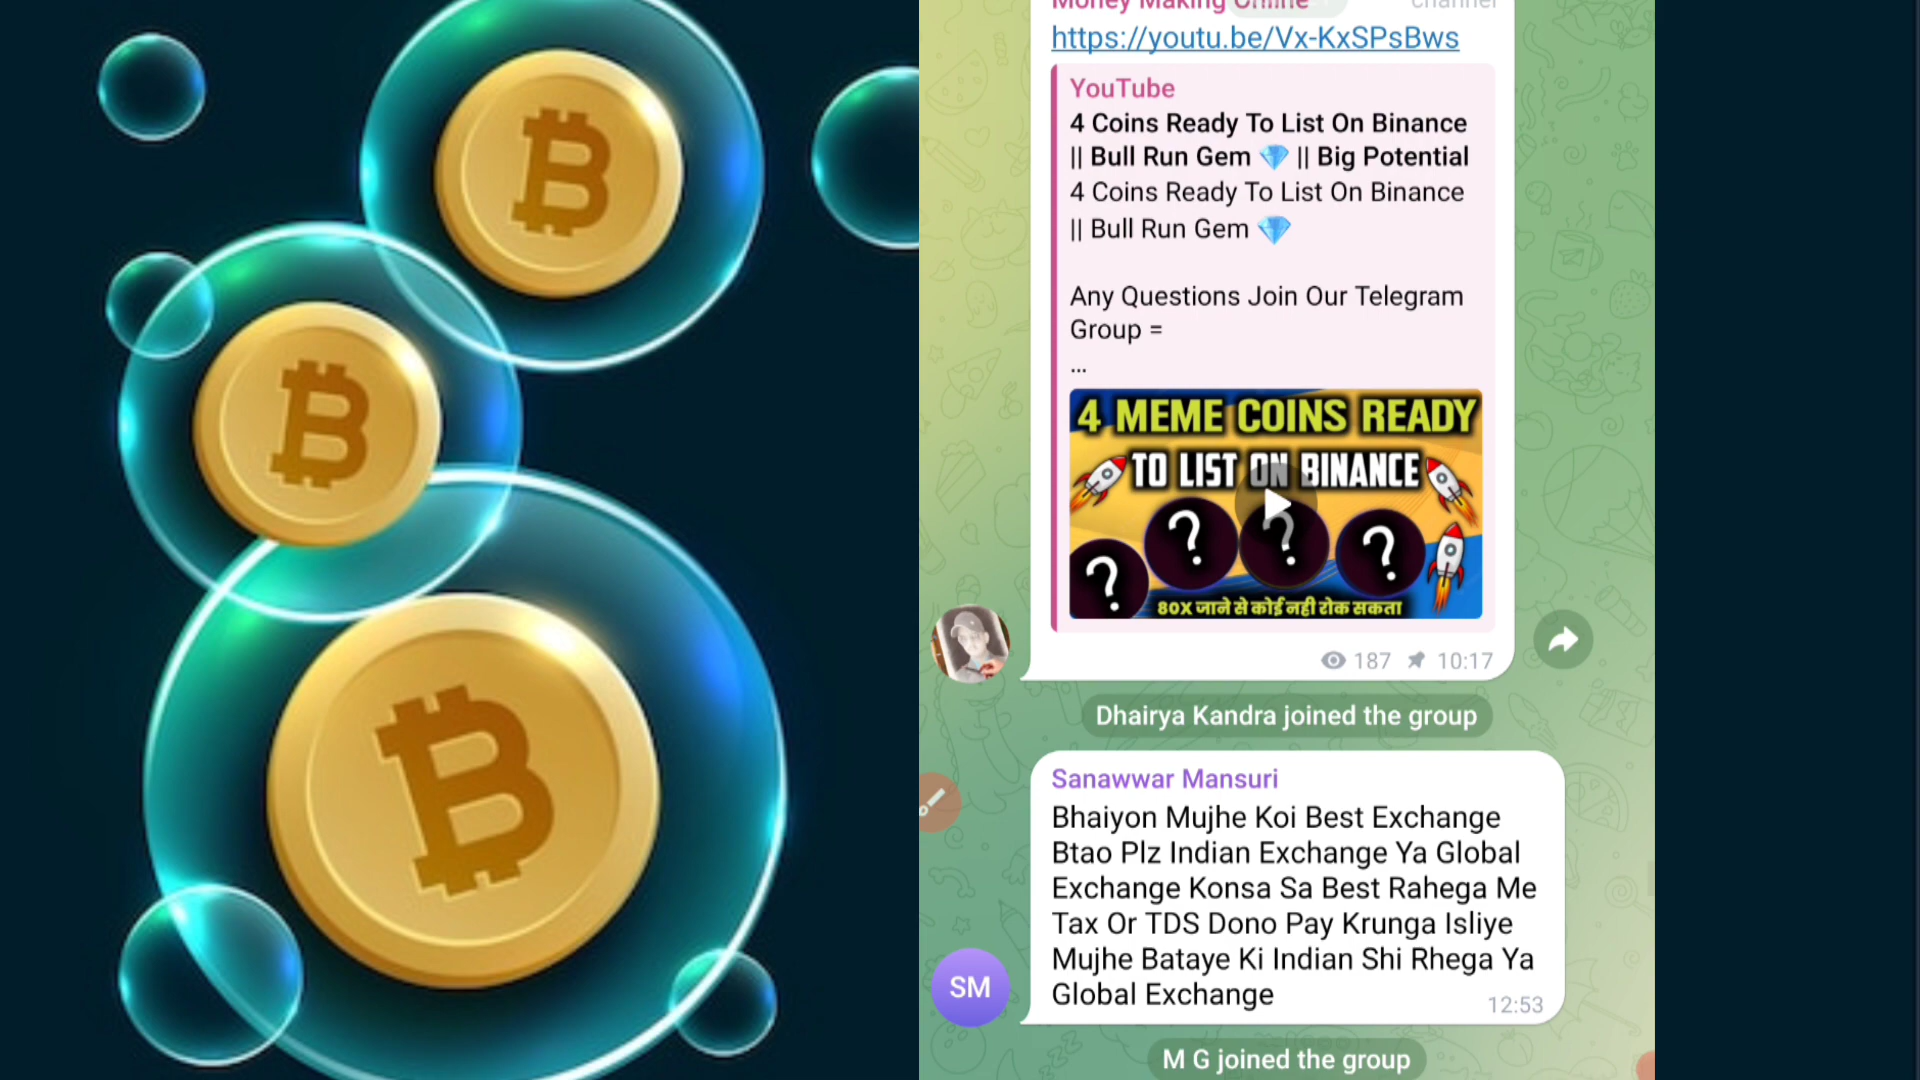 Money Making Online channel
https://youtu.be/Vx-KxSPsBws
YouTube
4 Coins Ready To List On Binance
|| Bull Run Gem 💎 || Big Potential
4 Coins Ready To List On Binance
|| Bull Run Gem 💎
Any Questions Join Our Telegram
Group =
...
4 MEME COINS READY
TO LIST ON BINANCE
? ? ? ?
80X जाने से कोई नही रोक सकता
187 10:17
Dhairya Kandra joined the group
Sanawwar Mansuri
Bhaiyon Mujhe Koi Best Exchange
Btao Plz Indian Exchange Ya Global
Exchange Konsa Sa Best Rahega Me
Tax Or TDS Dono Pay Krunga Isliye
Mujhe Bataye Ki Indian Shi Rhega Ya
Global Exchange
12:53
SM
M G joined the group